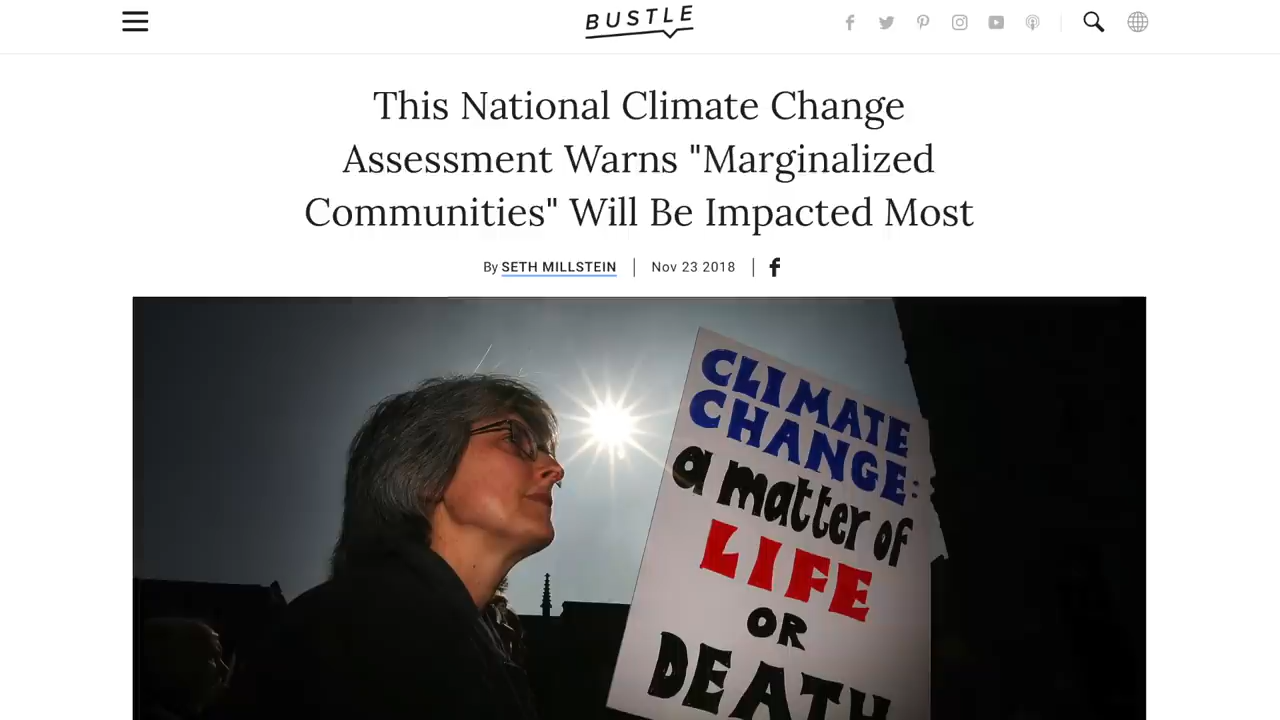 BUSTLE
This National Climate Change
Assessment Warns "Marginalized
Communities" Will Be Impacted Most
By SETH MILLSTEIN | Nov 23 2018 |
CLIMATE
CHANGE:
a matter of
LIFE
OR
DEATH